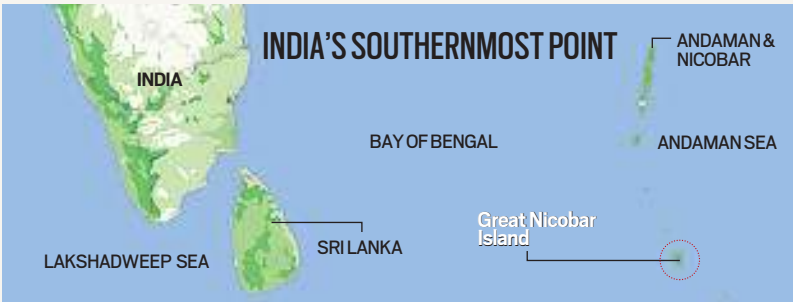 INDIA'S SOUTHERNMOST POINT
ANDAMAN &
NICOBAR
INDIA
BAY OF BENGAL
ANDAMAN SEA
Great Nicobar
Island
SRI LANKA
LAKSHADWEEP SEA